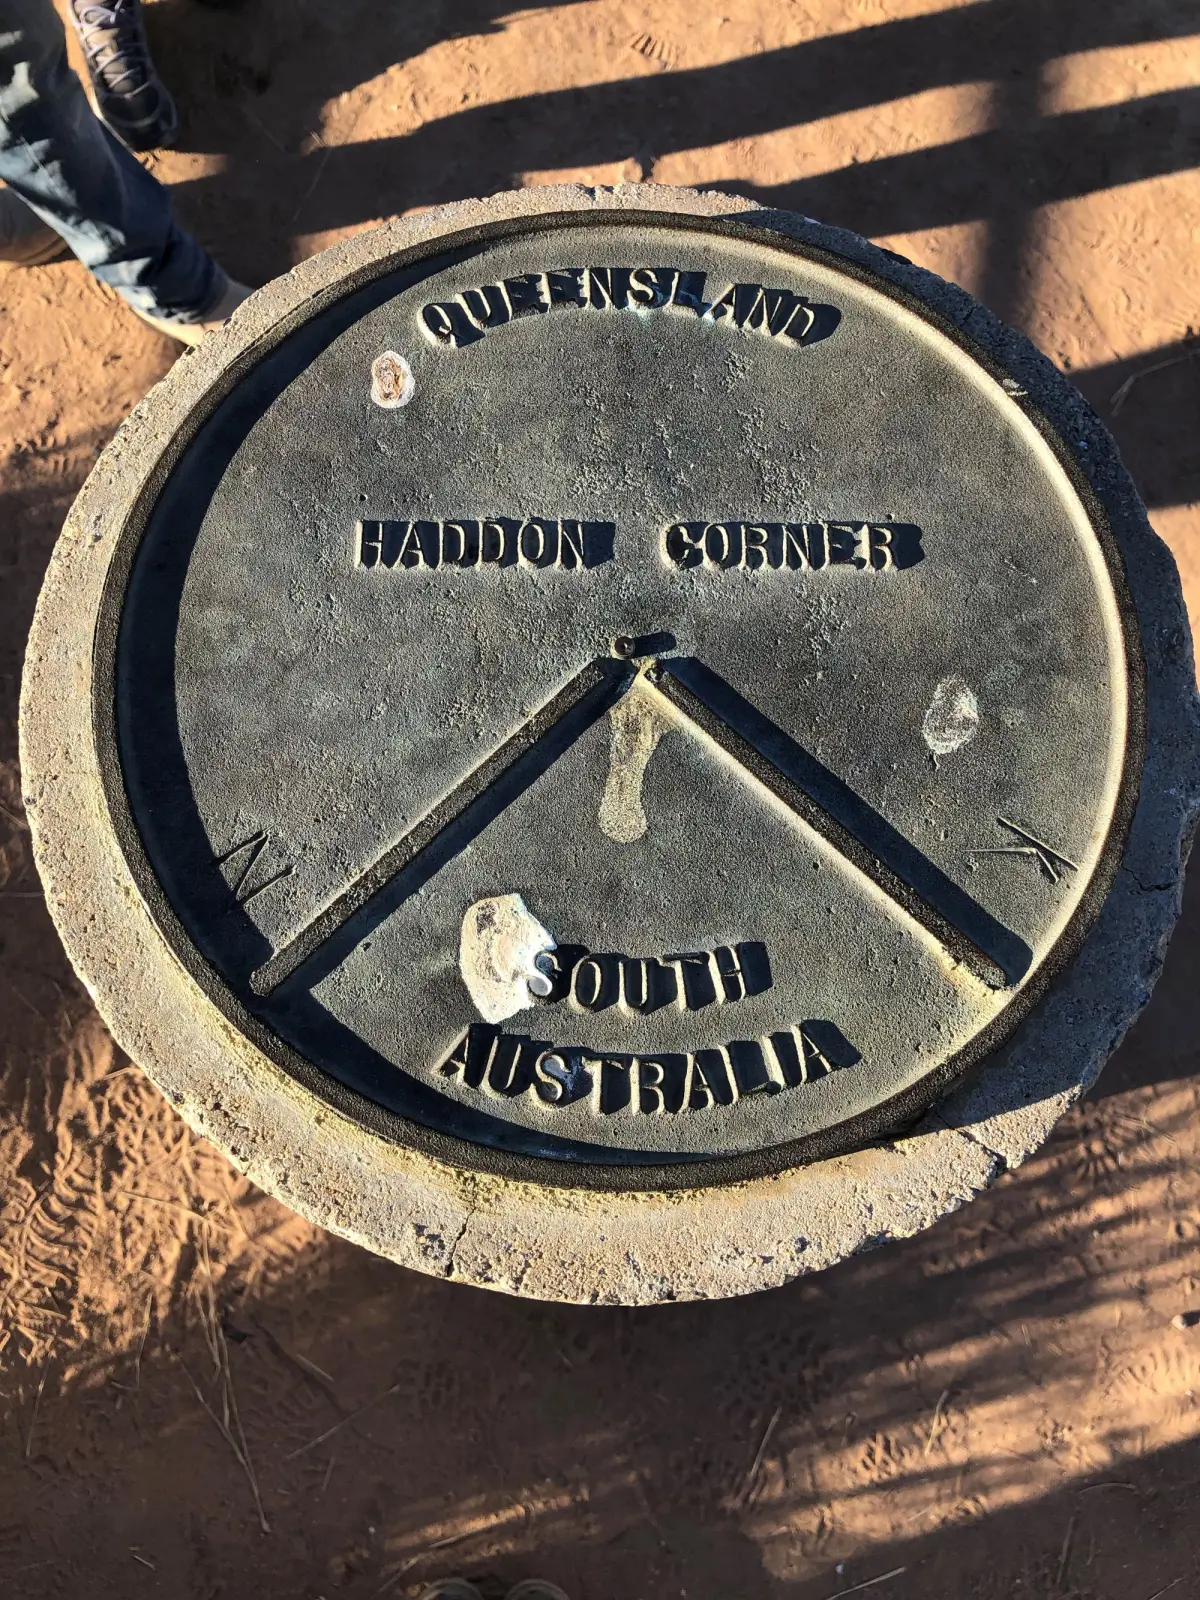 QUEENSLAND
HADDON CORNER
N K
SOUTH
AUSTRALIA